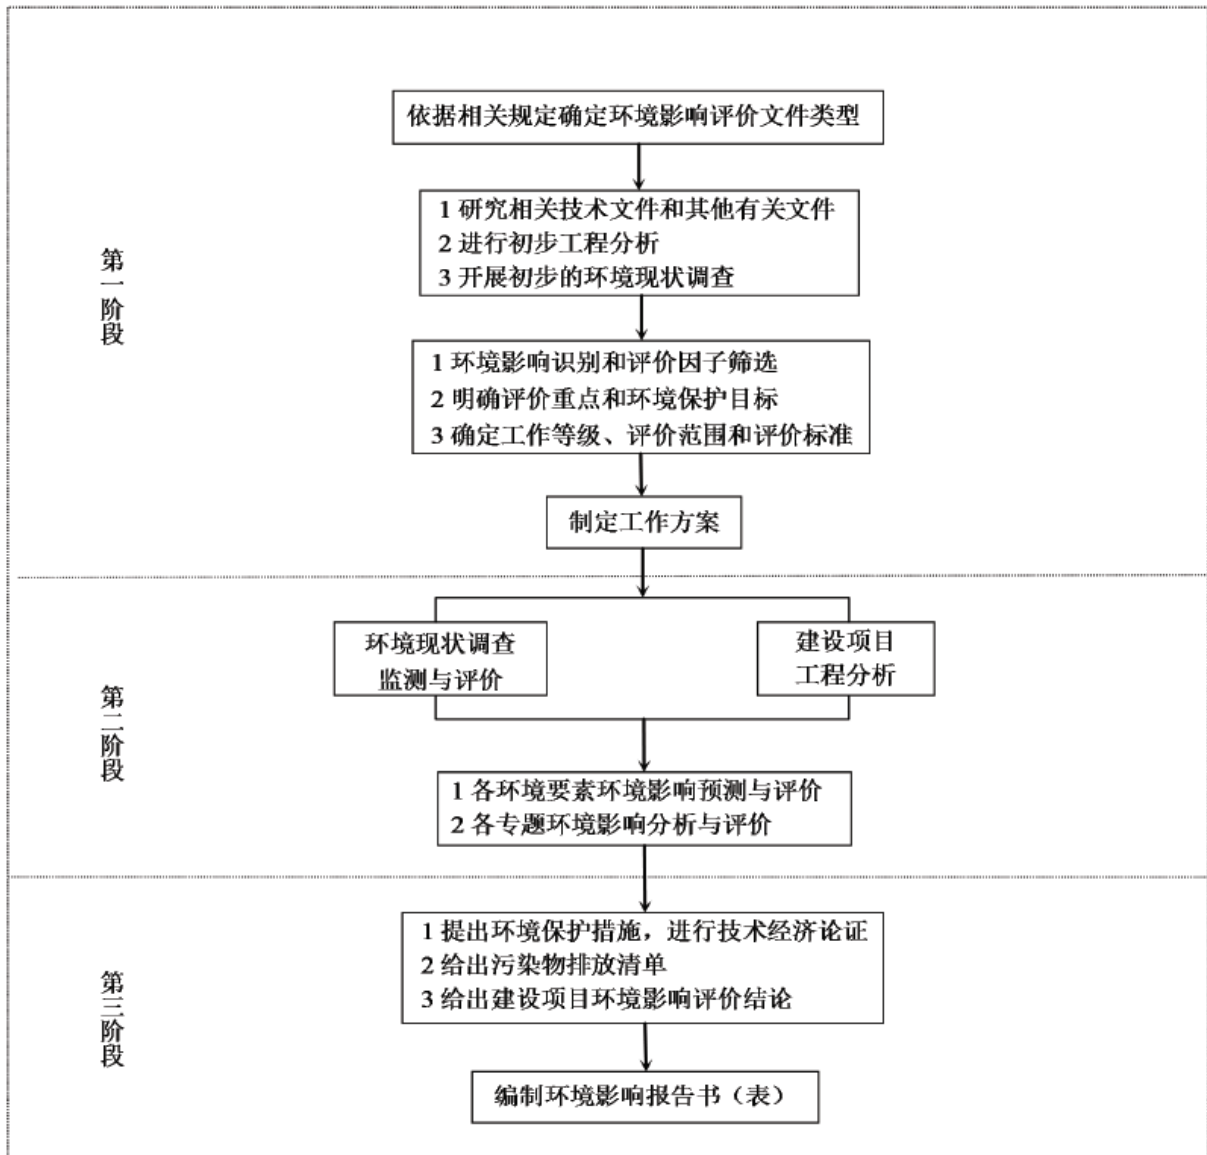 依据相关规定确定环境影响评价文件类型
1 研究相关技术文件和其他有关文件
2 进行初步工程分析
3 开展初步的环境现状调查
第一阶段
1 环境影响识别和评价因子筛选
2 明确评价重点和环境保护目标
3 确定工作等级、评价范围和评价标准
制定工作方案
环境现状调查
监测与评价
建设项目
工程分析
第二阶段
1 各环境要素环境影响预测与评价
2 各专题环境影响分析与评价
1 提出环境保护措施，进行技术经济论证
2 给出污染物排放清单
3 给出建设项目环境影响评价结论
第三阶段
编制环境影响报告书（表）